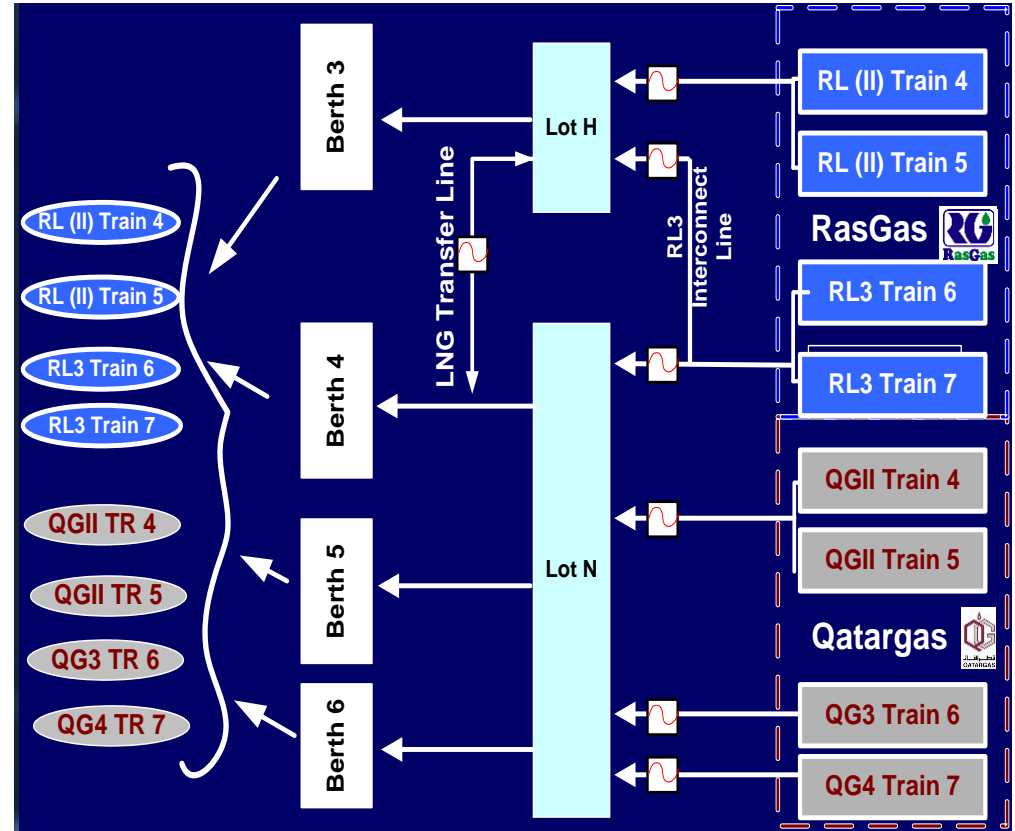 RL (II) Train 4
RL (II) Train 5
RL3 Train 6
RL3 Train 7
QGII TR 4
QGII TR 5
QG3 TR 6
QG4 TR 7
Berth 3
Berth 4
Berth 5
Berth 6
LNG Transfer Line
Lot H
Lot N
RL3
Interconnect
Line
RL (II) Train 4
RL (II) Train 5
RasGas
RG
RasGas
RL3 Train 6
RL3 Train 7
QGII Train 4
QGII Train 5
Qatargas
QATARGAS
QG3 Train 6
QG4 Train 7